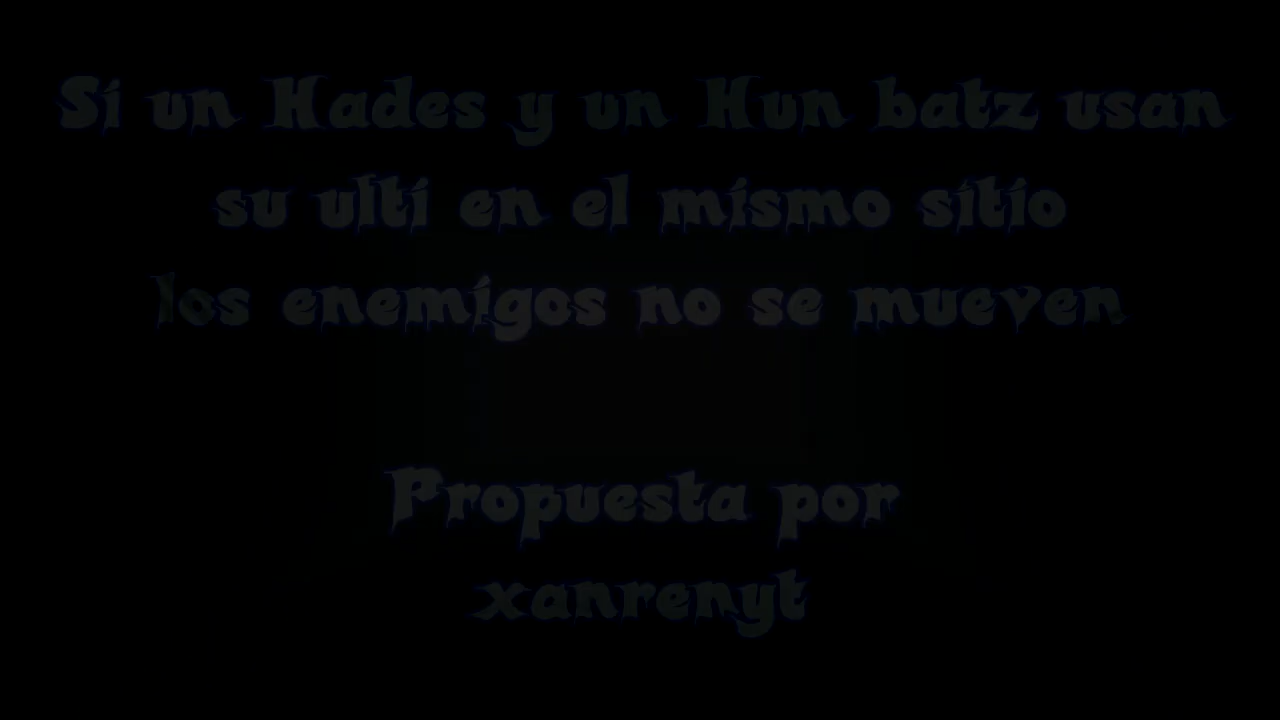 Si un Hades y un Hun batz usan
su ulti en el mismo sitio
los enemigos no se mueven
Propuesta por
xanrenyt